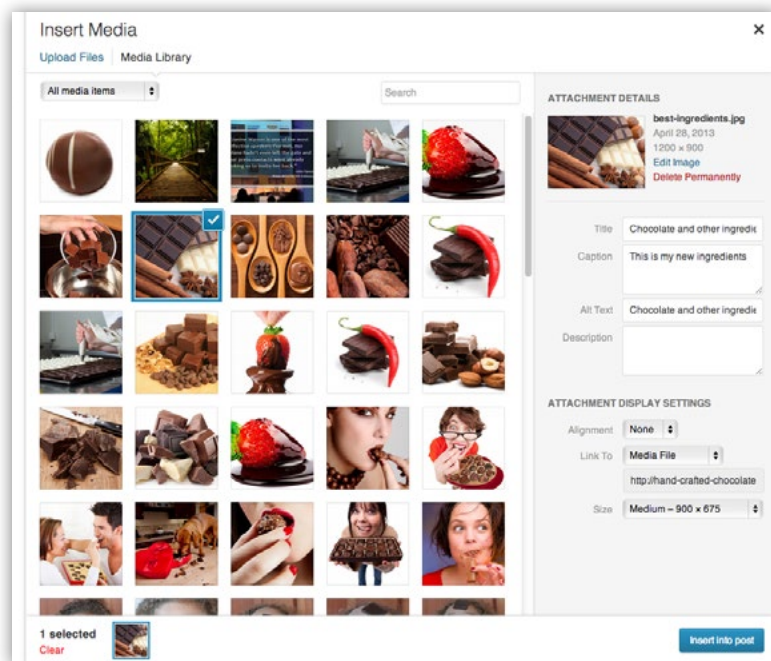 Insert Media
×
Upload Files
Media Library
All media items
Search
ATTACHMENT DETAILS
best-ingredients.jpg
April 28, 2013
1200 × 900
Edit Image
Delete Permanently
Title
Chocolate and other ingredie
Caption
This is my new ingredients
Alt Text
Chocolate and other ingredie
Description
ATTACHMENT DISPLAY SETTINGS
Alignment
None
Link To
Media File
http://hand-crafted-chocolate
Size
Medium – 900 × 675
1 selected
Clear
Insert into post